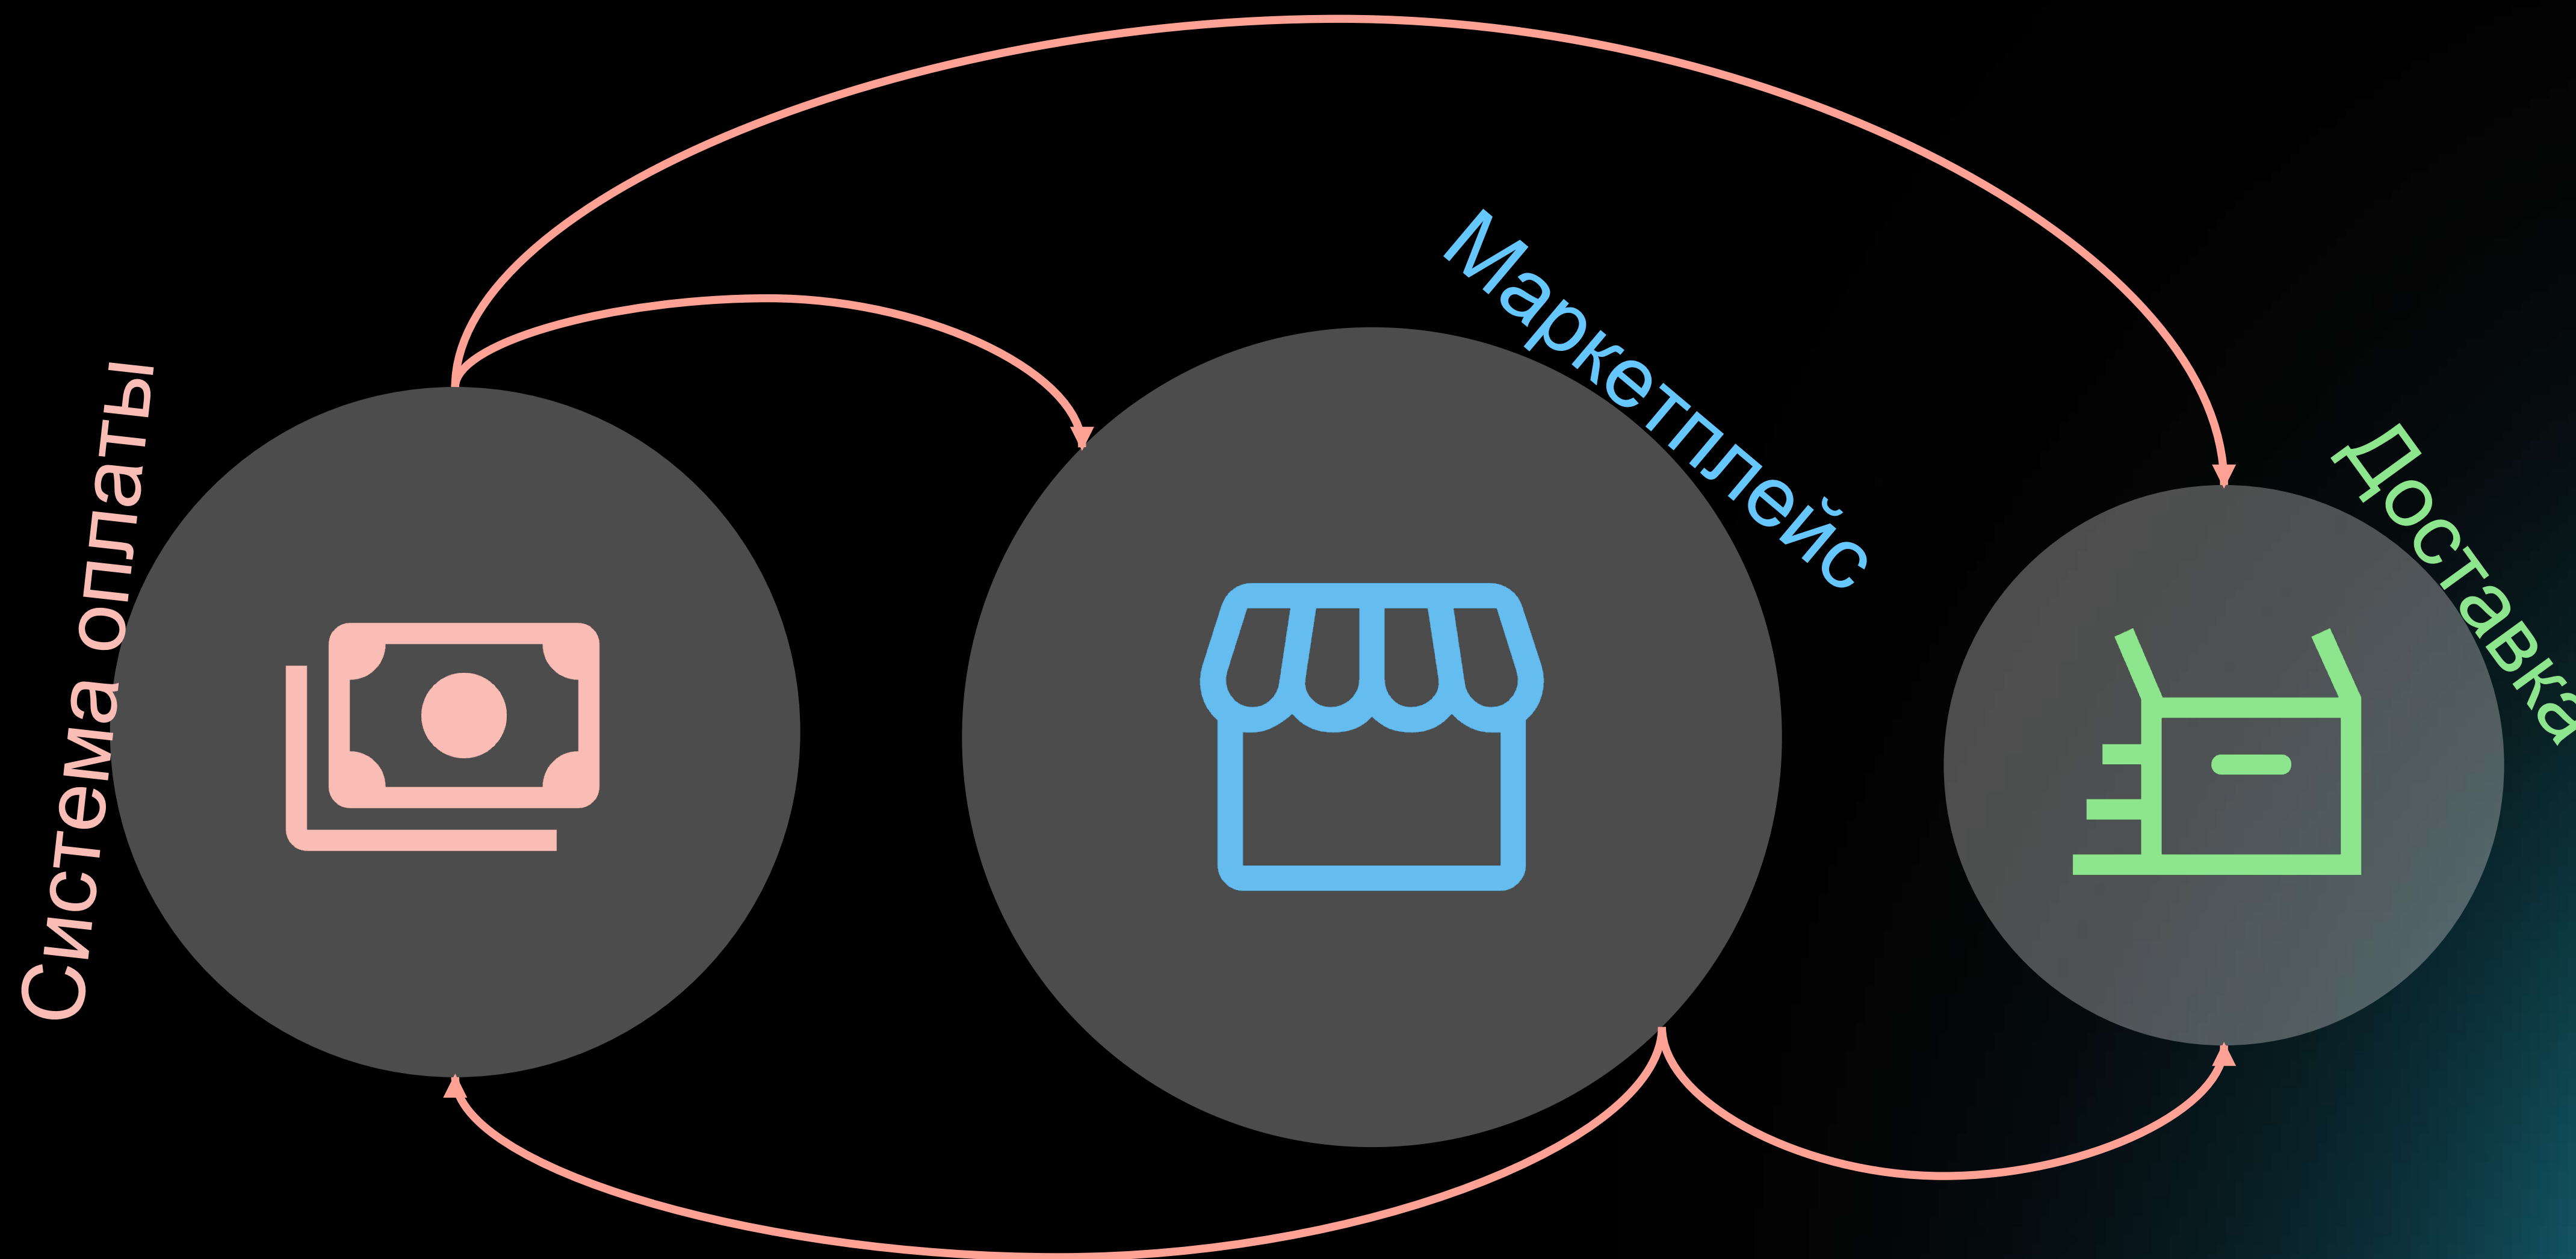 Система оплаты
Маркетплейс
Доставка